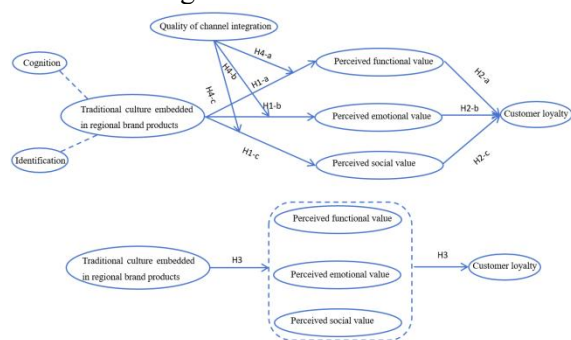 Quality of channel integration
Cognition
H4-a
H4-b
H4-c
H1-a
Perceived functional value
H2-a
Traditional culture embedded
in regional brand products
H1-b
Perceived emotional value
H2-b
Customer loyalty
Identification
H1-c
Perceived social value
H2-c
Perceived functional value
Traditional culture embedded
in regional brand products
H3
Perceived emotional value
H3
Customer loyalty
Perceived social value